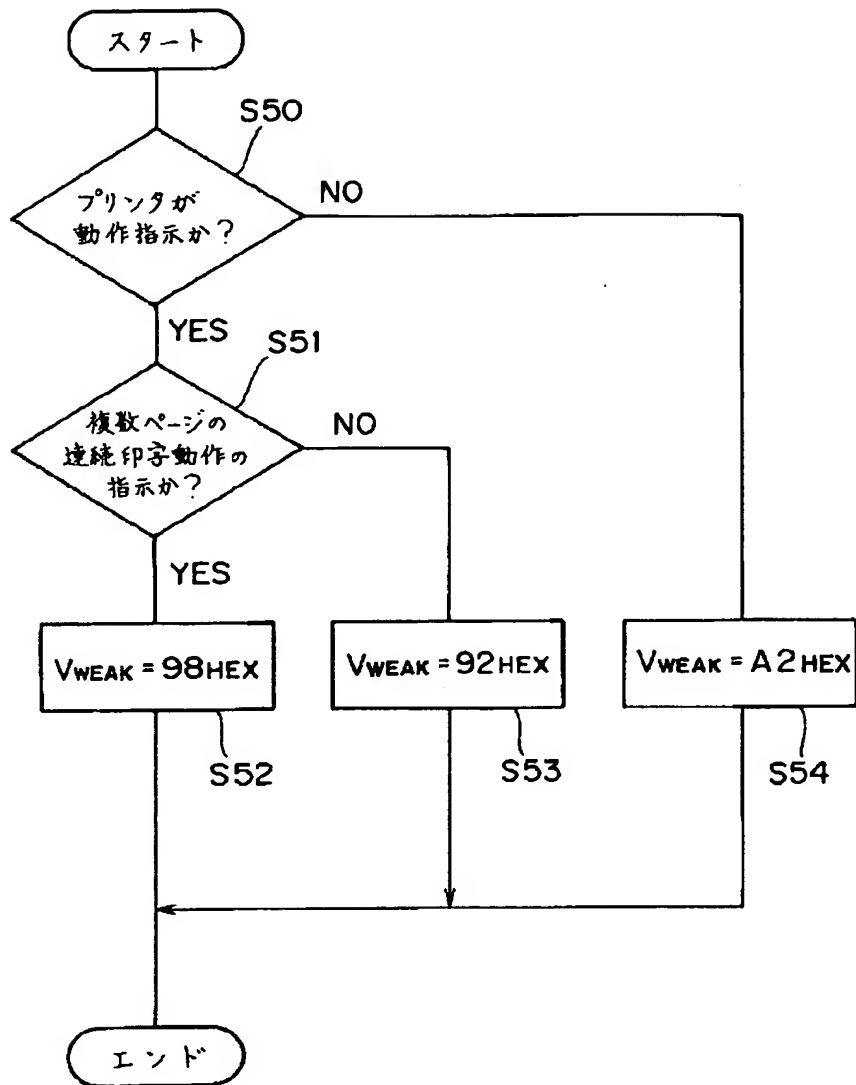 スタート
S50
プリンタが
動作指示か?
NO
YES
S51
複数ページの
連続印字動作の
指示か?
NO
YES
VWEAK = 98HEX
VWEAK = 92HEX
VWEAK = A2HEX
S52
S53
S54
エンド